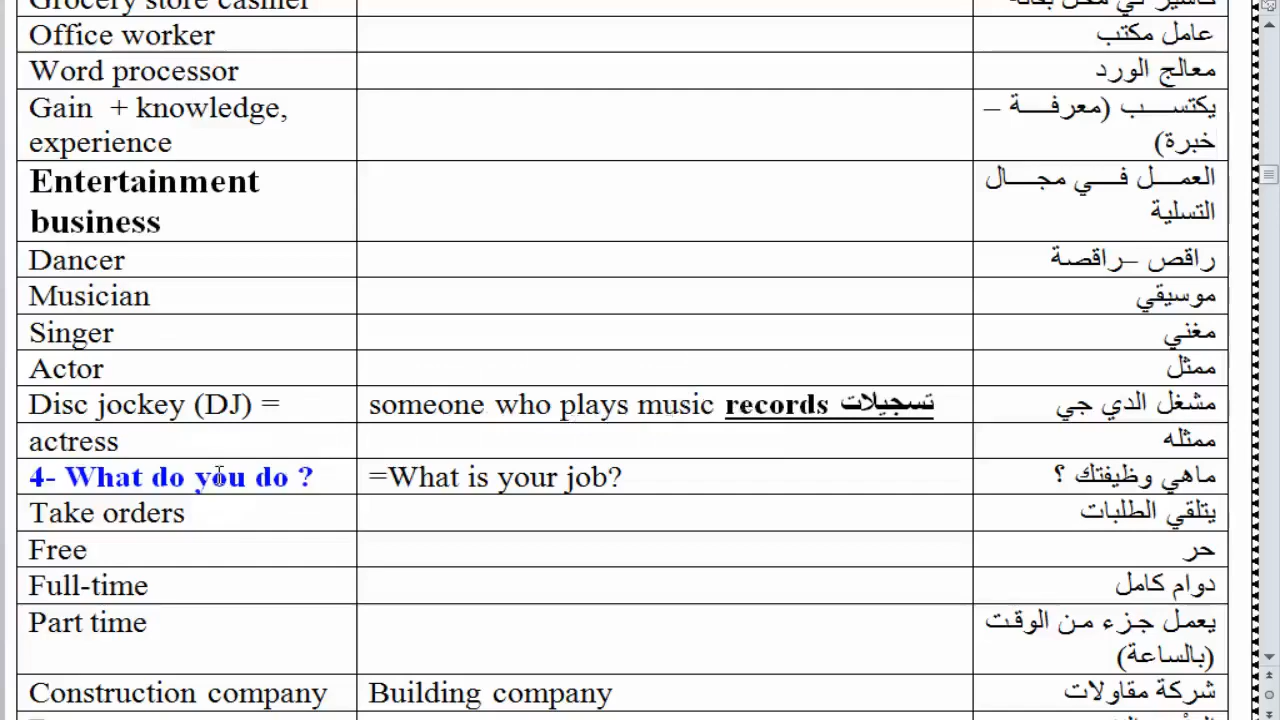 Grocery store cashier
Office worker عامل مكتب
Word processor معالج الورد
Gain + knowledge, يكتسب (معرفة –
experience خبرة)
Entertainment العمل في مجال
business التسلية
Dancer راقص –راقصة
Musician موسيقي
Singer مغني
Actor ممثل
Disc jockey (DJ) = someone who plays music records تسجيلات مشغل الدي جي
actress ممثله
4- What do you do ? =What is your job? ماهي وظيفتك ؟
Take orders يتلقي الطلبات
Free حر
Full-time دوام كامل
Part time يعمل جزء من الوقت
(بالساعة)
Construction company Building company شركة مقاولات